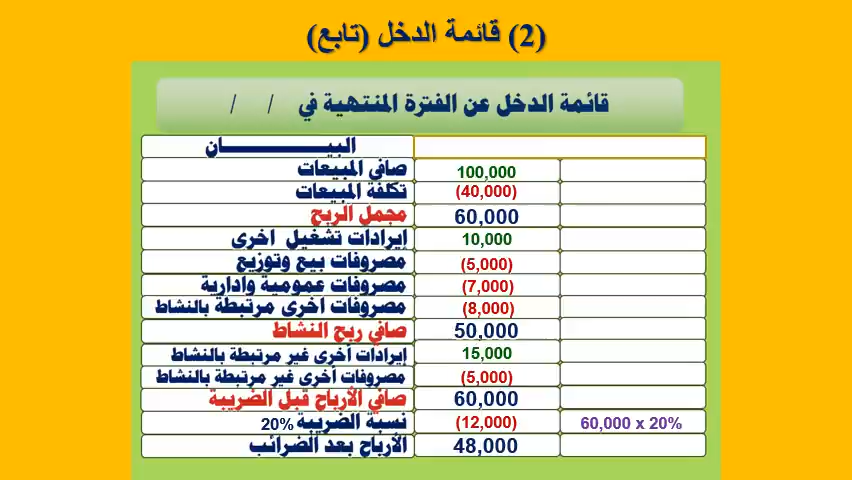 (2) قائمة الدخل (تابع)
قائمة الدخل عن الفترة المنتهية في / /
البيـــــــــــــــان
صافي المبيعات 100,000
تكلفة المبيعات (40,000)
مجمل الربح 60,000
إيرادات تشغيل اخرى 10,000
مصروفات بيع وتوزيع (5,000)
مصروفات عمومية وادارية (7,000)
مصروفات اخرى مرتبطة بالنشاط (8,000)
صافي ربح النشاط 50,000
إيرادات أخرى غير مرتبطة بالنشاط 15,000
مصروفات أخرى غير مرتبطة بالنشاط (5,000)
صافي الأرباح قبل الضريبة 60,000
نسبة الضريبة 20% (12,000) 60,000 x 20%
الأرباح بعد الضرائب 48,000